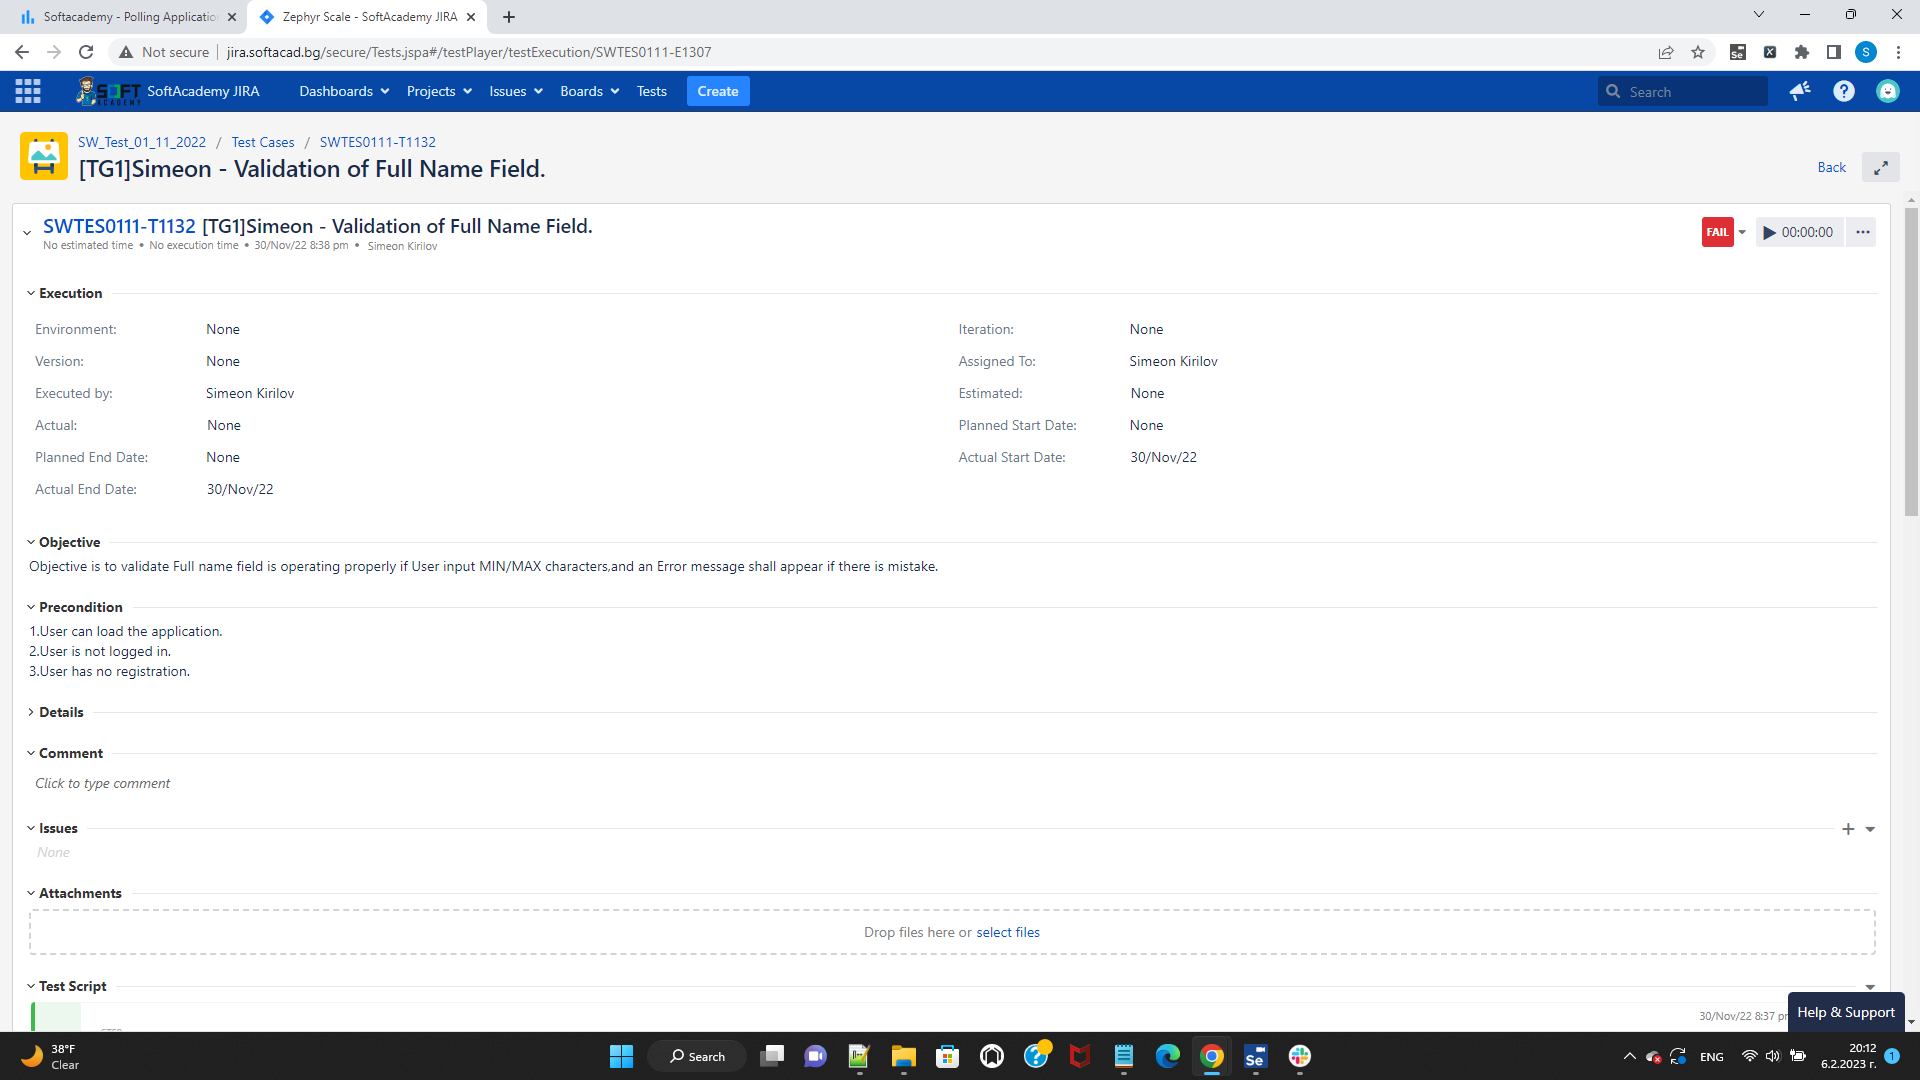 Softacademy - Polling Application
Zephyr Scale - SoftAcademy JIRA
Not secure
jira.softacad.bg/secure/Tests.jspa#/testPlayer/testExecution/SWTES0111-E1307
Se
X
S
SOFT
ACADEMY
SoftAcademy JIRA
Dashboards
Projects
Issues
Boards
Tests
Create
Search
?
SW_Test_01_11_2022 / Test Cases / SWTES0111-T1132
[TG1]Simeon - Validation of Full Name Field.
Back
SWTES0111-T1132 [TG1]Simeon - Validation of Full Name Field.
FAIL
00:00:00
No estimated time • No execution time • 30/Nov/22 8:38 pm • Simeon Kirilov
Execution
Environment: None
Iteration: None
Version: None
Assigned To: Simeon Kirilov
Executed by: Simeon Kirilov
Estimated: None
Actual: None
Planned Start Date: None
Planned End Date: None
Actual Start Date: 30/Nov/22
Actual End Date: 30/Nov/22
Objective
Objective is to validate Full name field is operating properly if User input MIN/MAX characters,and an Error message shall appear if there is mistake.
Precondition
1.User can load the application.
2.User is not logged in.
3.User has no registration.
Details
Comment
Click to type comment
Issues
None
Attachments
Drop files here or select files
Test Script
30/Nov/22 8:37
Help & Support
STEP
38°F
Clear
Search
Se
ENG
20:12
6.2.2023 г.
1